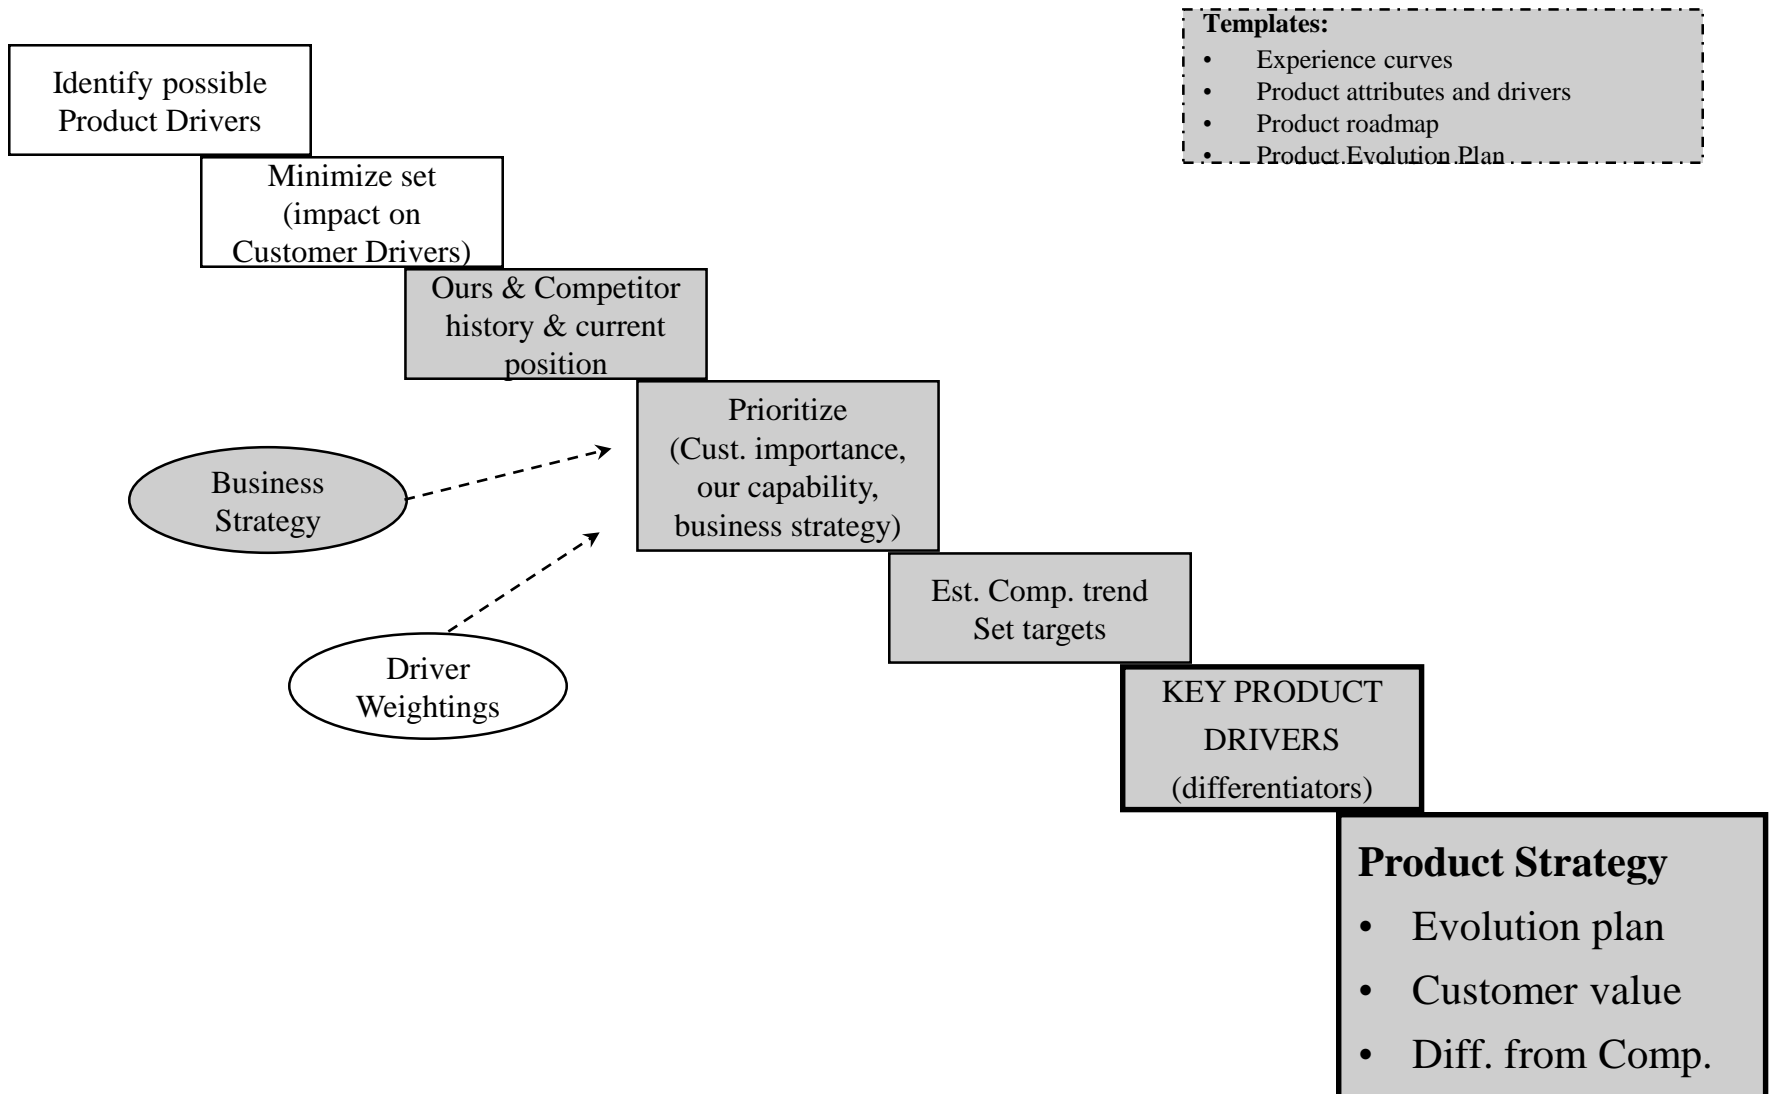 Templates:
• Experience curves
• Product attributes and drivers
• Product roadmap
• Product Evolution Plan
Identify possible
Product Drivers
Minimize set
(impact on
Customer Drivers)
Ours & Competitor
history & current
position
Prioritize
(Cust. importance,
our capability,
business strategy)
Business
Strategy
Driver
Weightings
Est. Comp. trend
Set targets
KEY PRODUCT
DRIVERS
(differentiators)
Product Strategy
• Evolution plan
• Customer value
• Diff. from Comp.